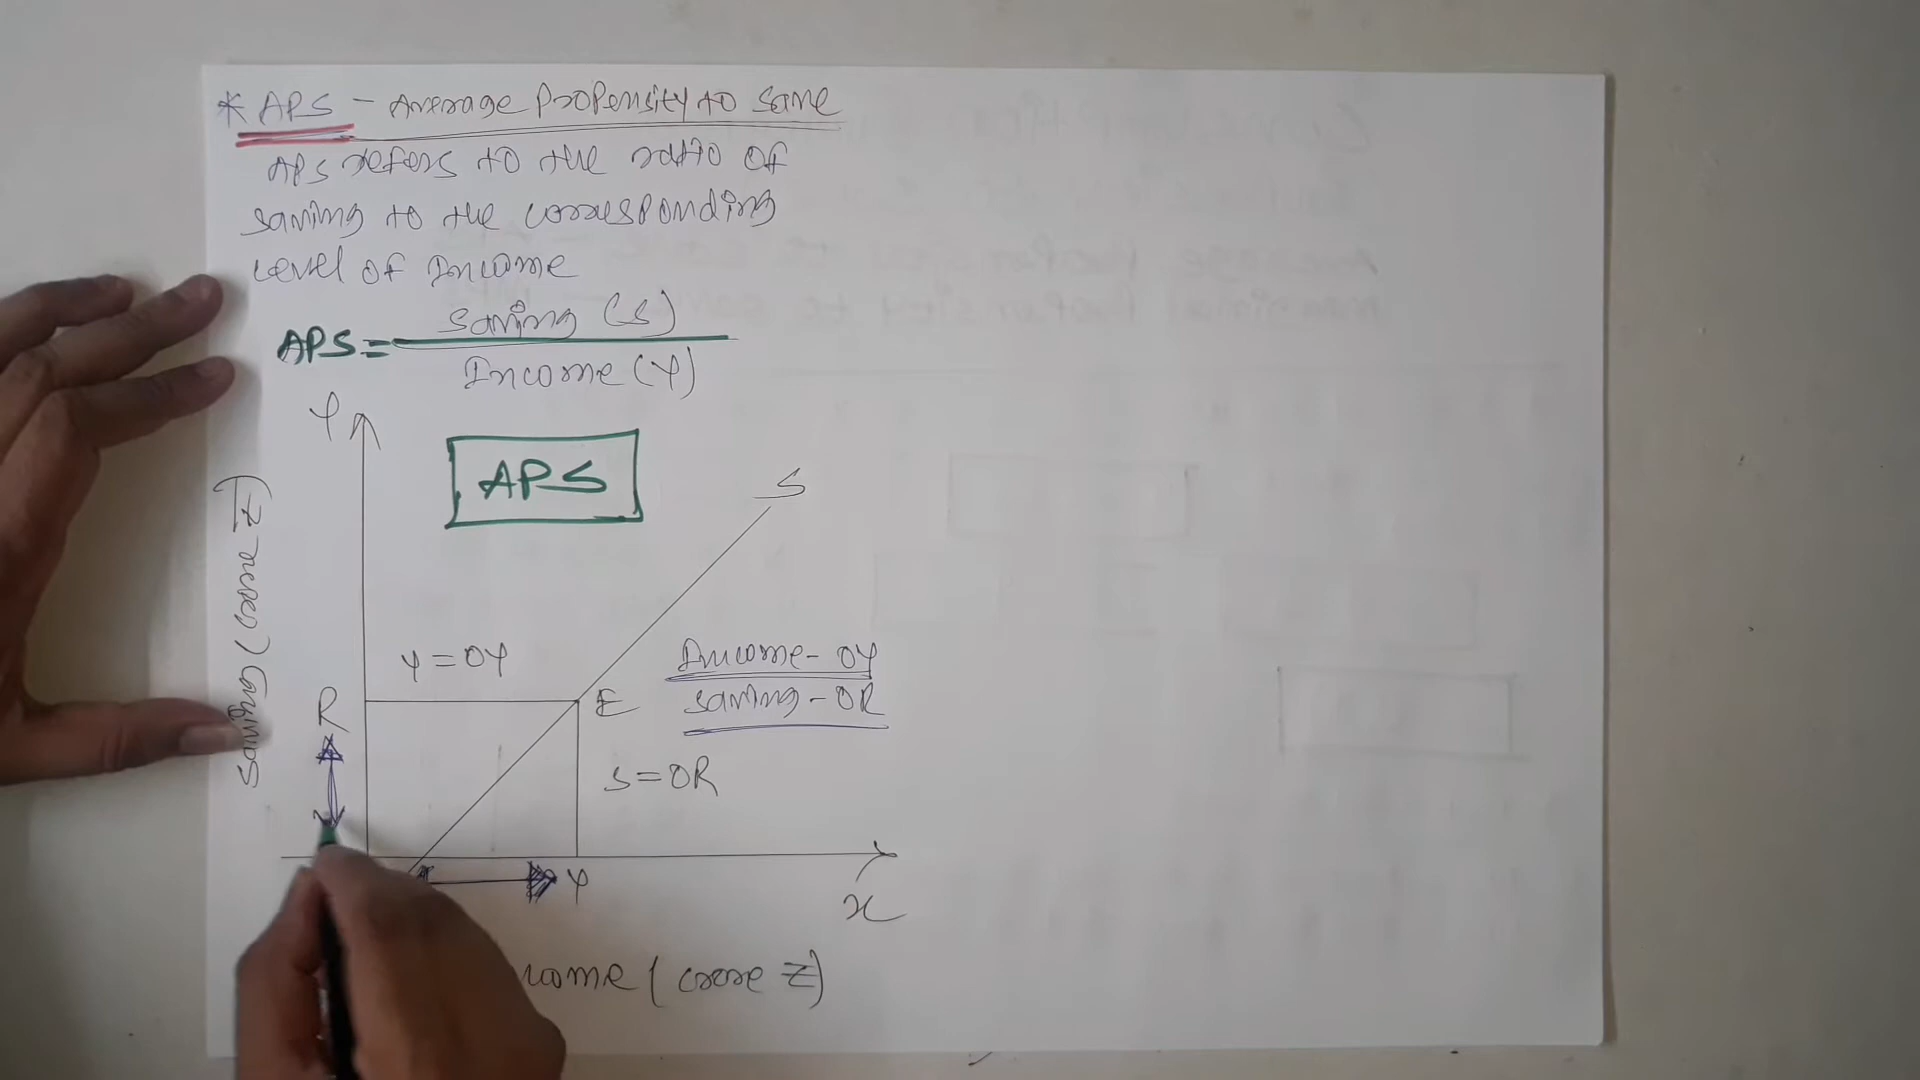 * APS - Average Propensity to Save
APS refers to the ratio of
saving to the corresponding
Level of Income
Saving (S)
APS =
Income (Y)
Y
APS
S
Saving (crore ₹)
Y = OY
Income - OY
R
E
Saving - OR
S = OR
Y
x
come (crore ₹)